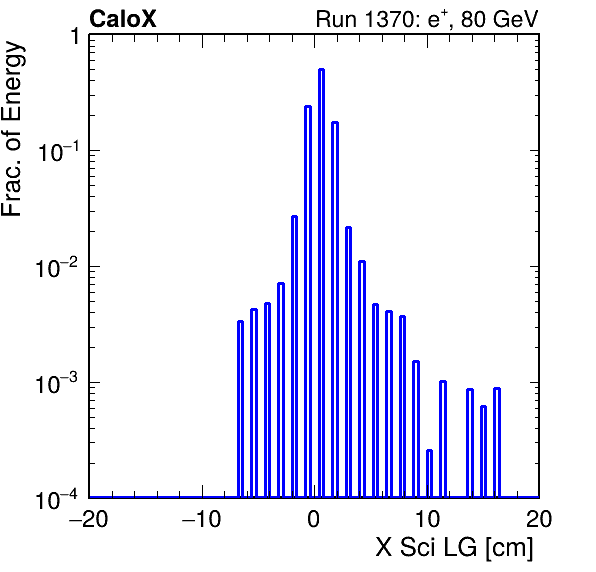 CaloX Run 1370: e⁺, 80 GeV
Frac. of Energy
1
10⁻¹
10⁻²
10⁻³
10⁻⁴
−20 −10 0 10 20
X Sci LG [cm]